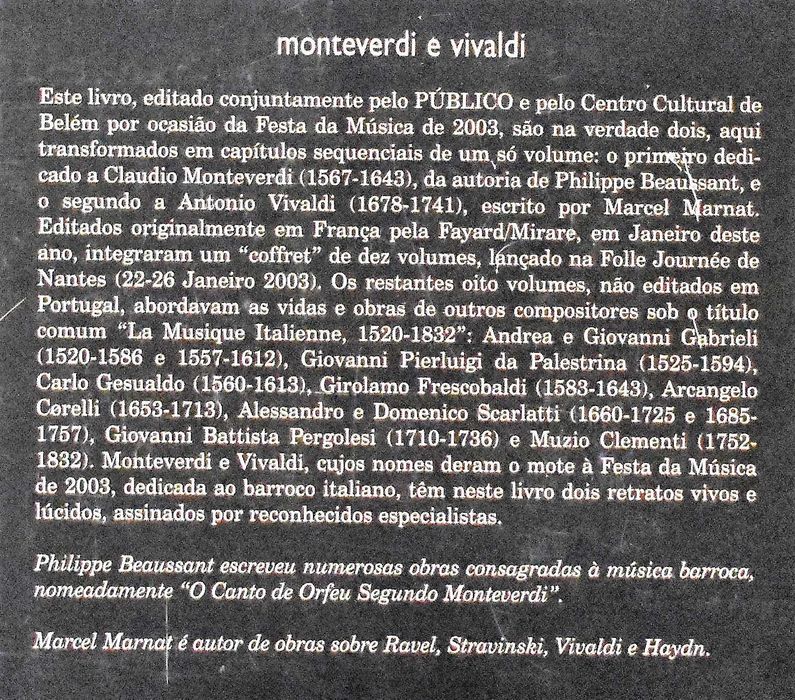 monteverdi e vivaldi
Este livro, editado conjuntamente pelo PÚBLICO e pelo Centro Cultural de
Belém por ocasião da Festa da Música de 2003, são na verdade dois, aqui
transformados em capítulos sequenciais de um só volume: o primeiro dedi-
cado a Claudio Monteverdi (1567-1643), da autoria de Philippe Beaussant, e
o segundo a Antonio Vivaldi (1678-1741), escrito por Marcel Marnat.
Editados originalmente em França pela Fayard/Mirare, em Janeiro deste
ano, integraram um “coffret” de dez volumes, lançado na Folle Journée de
Nantes (22-26 Janeiro 2003). Os restantes oito volumes, não editados em
Portugal, abordavam as vidas e obras de outros compositores sob o título
comum “La Musique Italienne, 1520-1832”: Andrea e Giovanni Gabrieli
(1520-1586 e 1557-1612), Giovanni Pierluigi da Palestrina (1525-1594),
Carlo Gesualdo (1560-1613), Girolamo Frescobaldi (1583-1643), Arcangelo
Corelli (1653-1713), Alessandro e Domenico Scarlatti (1660-1725 e 1685-
1757), Giovanni Battista Pergolesi (1710-1736) e Muzio Clementi (1752-
1832). Monteverdi e Vivaldi, cujos nomes deram o mote à Festa da Música
de 2003, dedicada ao barroco italiano, têm neste livro dois retratos vivos e
lúcidos, assinados por reconhecidos especialistas.
Philippe Beaussant escreveu numerosas obras consagradas à música barroca,
nomeadamente “O Canto de Orfeu Segundo Monteverdi”.
Marcel Marnat é autor de obras sobre Ravel, Stravinski, Vivaldi e Haydn.